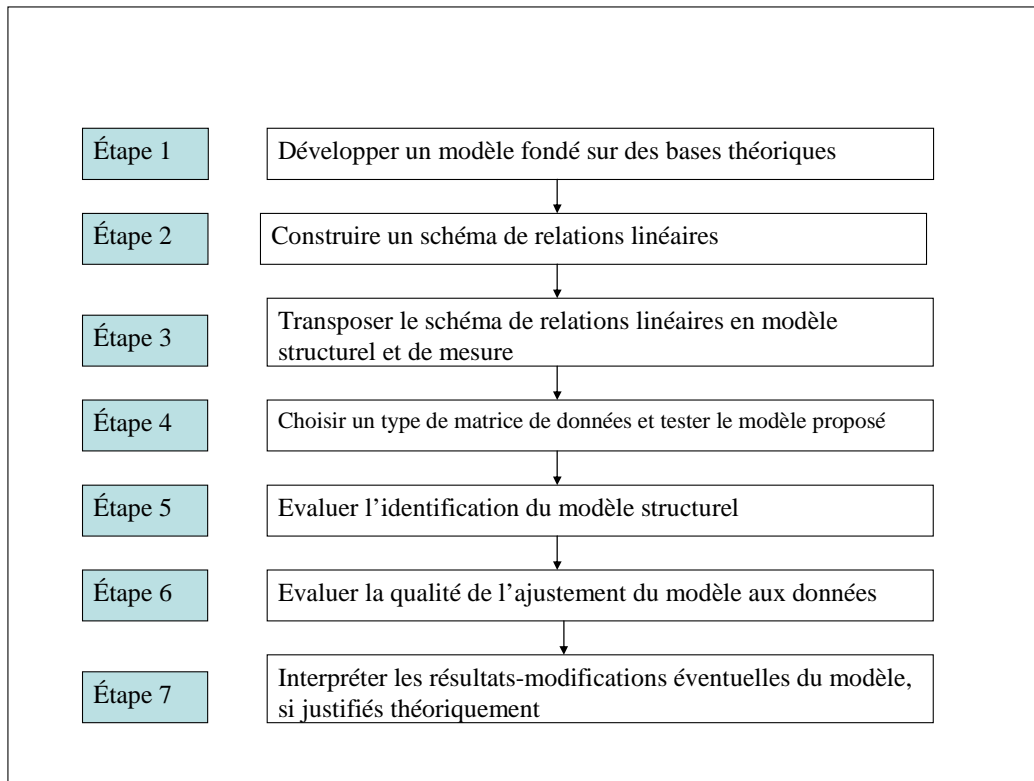 Étape 1
Développer un modèle fondé sur des bases théoriques
Étape 2
Construire un schéma de relations linéaires
Étape 3
Transposer le schéma de relations linéaires en modèle
structurel et de mesure
Étape 4
Choisir un type de matrice de données et tester le modèle proposé
Étape 5
Evaluer l’identification du modèle structurel
Étape 6
Evaluer la qualité de l’ajustement du modèle aux données
Étape 7
Interpréter les résultats-modifications éventuelles du modèle,
si justifiés théoriquement